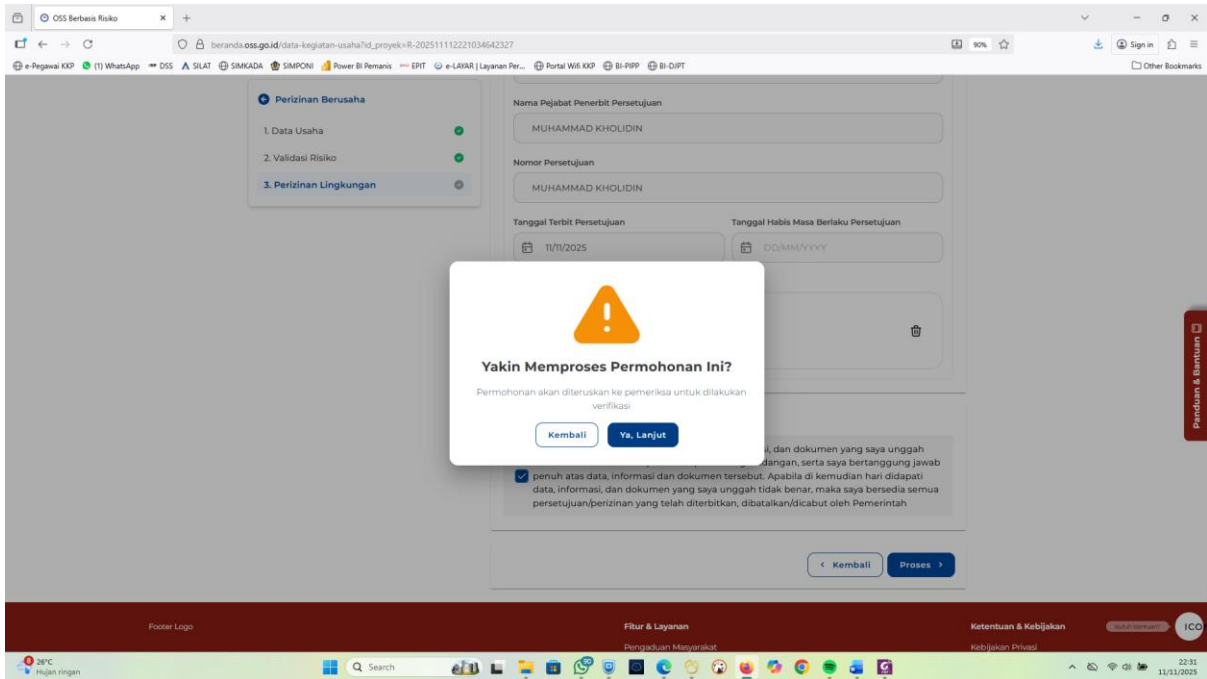 OSS Berbasis Risiko
beranda.oss.go.id/data-kegiatan-usaha?id_proyek=R-202511112221034642327
90%
Sign in
e-Pegawai KKP
(1) WhatsApp
DSS
SILAT
SIMKADA
SIMPONI
Power BI Pemanis
EPIT
e-LAYAR | Layanan Per...
Portal Wifi KKP
BI-PIPP
BI-DJPT
Other Bookmarks
Perizinan Berusaha
1. Data Usaha
2. Validasi Risiko
3. Perizinan Lingkungan
Nama Pejabat Penerbit Persetujuan
MUHAMMAD KHOLIDIN
Nomor Persetujuan
MUHAMMAD KHOLIDIN
Tanggal Terbit Persetujuan
Tanggal Habis Masa Berlaku Persetujuan
11/11/2025
DD/MM/YYYY
Yakin Memproses Permohonan Ini?
Permohonan akan diteruskan ke pemeriksa untuk dilakukan
verifikasi
Kembali
Ya, Lanjut
dan dokumen yang saya unggah
serta saya bertanggung jawab
penuh atas data, informasi dan dokumen tersebut. Apabila di kemudian hari didapati
data, informasi, dan dokumen yang saya unggah tidak benar, maka saya bersedia semua
persetujuan/perizinan yang telah diterbitkan, dibatalkan/dicabut oleh Pemerintah
Kembali
Proses
Panduan & Bantuan
Footer Logo
Fitur & Layanan
Pengaduan Masyarakat
Ketentuan & Kebijakan
Kebijakan Privasi
ICO
8
26°C
Hujan ringan
Search
22:31
11/11/2025